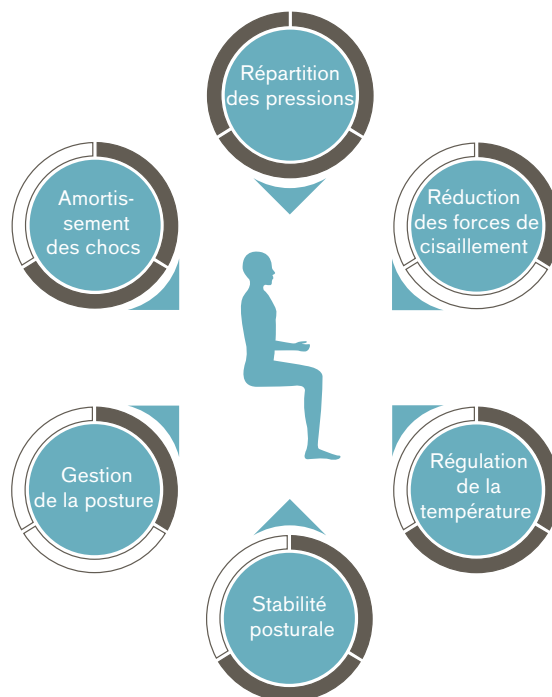 Répartition
des pressions
Amortis-
sement
des chocs
Réduction
des forces de
cisaillement
Gestion
de la posture
Régulation
de la
température
Stabilité
posturale